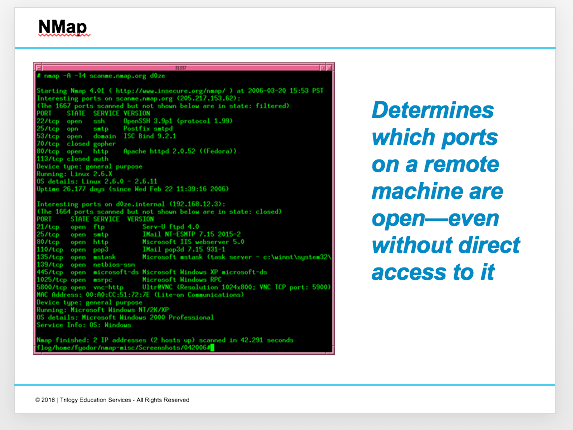 NMap
# nmap -A -T4 scanme.nmap.org d0ze
Starting Nmap 4.01 ( http://www.insecure.org/nmap/ ) at 2006-03-20 15:53 PST
Interesting ports on scanme.nmap.org (205.217.153.62):
(The 1667 ports scanned but not shown below are in state: filtered)
PORT STATE SERVICE VERSION
22/tcp open ssh OpenSSH 3.9p1 (protocol 1.99)
25/tcp opn smtp Postfix smtpd
53/tcp open domain ISC Bind 9.2.1
70/tcp closed gopher
80/tcp open http Apache httpd 2.0.52 ((Fedora))
113/tcp closed auth
Device type: general purpose
Running: Linux 2.6.X
OS details: Linux 2.6.0 - 2.6.11
Uptime 26.177 days (since Wed Feb 22 11:39:16 2006)
Interesting ports on d0ze.internal (192.168.12.3):
(The 1664 ports scanned but not shown below are in state: closed)
PORT STATE SERVICE VERSION
21/tcp open ftp Serv-U ftpd 4.0
25/tcp open smtp IMail NT-ESMTP 7.15 2015-2
80/tcp open http Microsoft IIS webserver 5.0
110/tcp open pop3 IMail pop3d 7.15 931-1
135/tcp open mstask Microsoft mstask (task server - c:\winnt\system32\
139/tcp open netbios-ssn
445/tcp open microsoft-ds Microsoft Windows XP microsoft-ds
1025/tcp open msrpc Microsoft Windows RPC
5800/tcp open vnc-http UltraVNC (Resolution 1024x800; VNC TCP port: 5900)
MAC Address: 00:A0:CC:51:72:7E (Lite-on Communications)
Device type: general purpose
Running: Microsoft Windows NT/2K/XP
OS details: Microsoft Windows 2000 Professional
Service Info: OS: Windows
Nmap finished: 2 IP addresses (2 hosts up) scanned in 42.291 seconds
flog/home/fyodor/nmap-misc/Screenshots/042006#
Determines
which ports
on a remote
machine are
open—even
without direct
access to it
© 2018 | Trilogy Education Services - All Rights Reserved